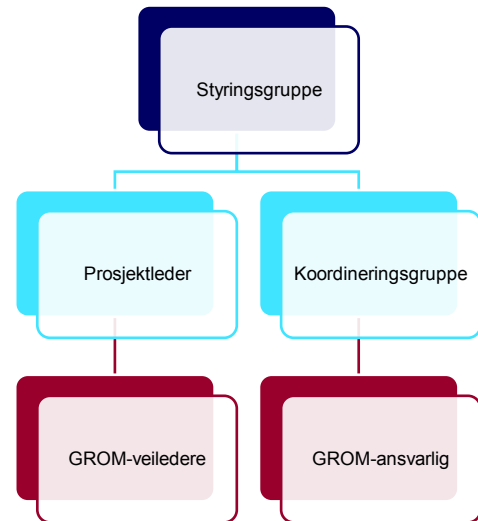 Styringsgruppe
Prosjektleder
Koordineringsgruppe
GROM-veiledere
GROM-ansvarlig